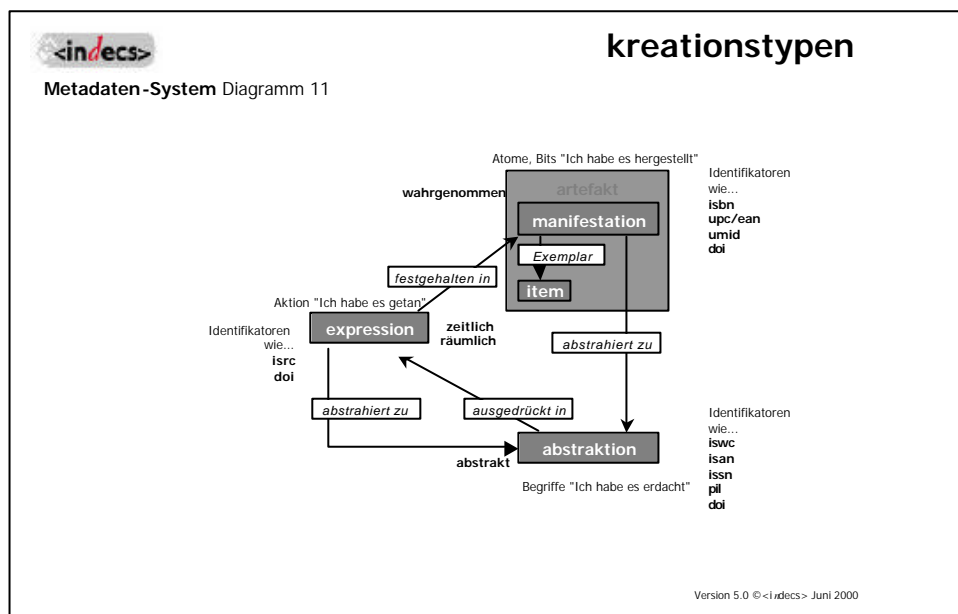 <indecs>
kreationstypen
Metadaten-System Diagramm 11
Atome, Bits "Ich habe es hergestellt"
wahrgenommen
artefakt
manifestation
Exemplar
item
Identifikatoren
wie...
isbn
upc/ean
umid
doi
festgehalten in
Aktion "Ich habe es getan"
expression
zeitlich
räumlich
Identifikatoren
wie...
isrc
doi
abstrahiert zu
abstrahiert zu
ausgedrückt in
abstraktion
abstrakt
Begriffe "Ich habe es erdacht"
Identifikatoren
wie...
iswc
isan
issn
pil
doi
Version 5.0 ©<indecs> Juni 2000